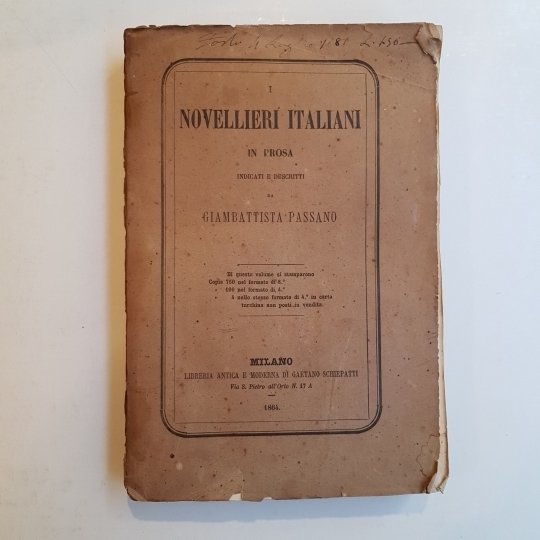 I
NOVELLIERI ITALIANI
IN PROSA
INDICATI E DESCRITTI
DA
GIAMBATTISTA PASSANO
Di questo volume si stamparono
Copie 750 nel formato di 8.°
100 nel formato di 4.°
4 nello stesso formato di 4.° in carta
turchina non posti in vendita.
MILANO
LIBRERIA ANTICA E MODERNA DI GAETANO SCHIEPATTI
Via S. Pietro all'Orto N. 17 A
1864.